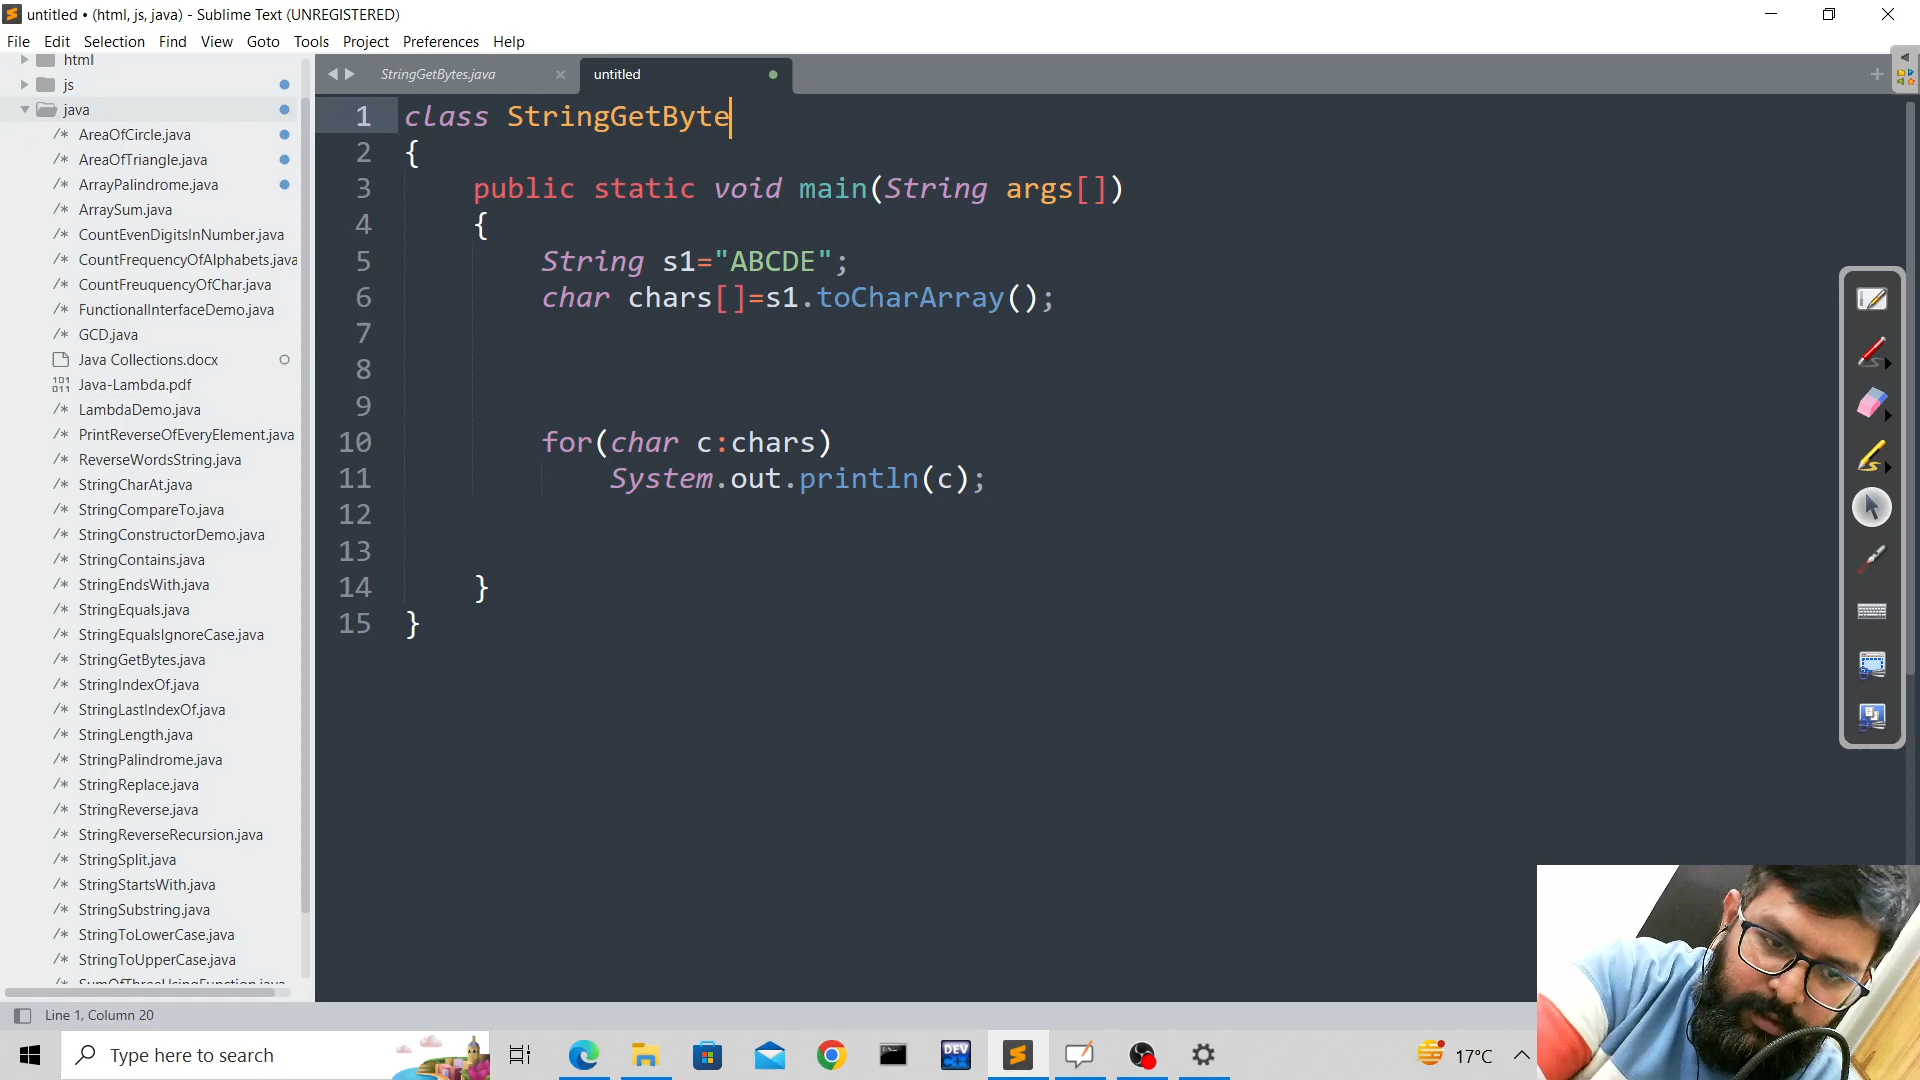 untitled • (html, js, java) - Sublime Text (UNREGISTERED)
File Edit Selection Find View Goto Tools Project Preferences Help
html
js
java
AreaOfCircle.java
AreaOfTriangle.java
ArrayPalindrome.java
ArraySum.java
CountEvenDigitsInNumber.java
CountFrequencyOfAlphabets.java
CountFreuquencyOfChar.java
FunctionalInterfaceDemo.java
GCD.java
Java Collections.docx
Java-Lambda.pdf
LambdaDemo.java
PrintReverseOfEveryElement.java
ReverseWordsString.java
StringCharAt.java
StringCompareTo.java
StringConstructorDemo.java
StringContains.java
StringEndsWith.java
StringEquals.java
StringEqualsIgnoreCase.java
StringGetBytes.java
StringIndexOf.java
StringLastIndexOf.java
StringLength.java
StringPalindrome.java
StringReplace.java
StringReverse.java
StringReverseRecursion.java
StringSplit.java
StringStartsWith.java
StringSubstring.java
StringToLowerCase.java
StringToUpperCase.java
SumOfThreeUsingFunction.java
StringGetBytes.java untitled
1 class StringGetByte
2 {
3 public static void main(String args[])
4 {
5 String s1="ABCDE";
6 char chars[]=s1.toCharArray();
7
8
9
10 for(char c:chars)
11 System.out.println(c);
12
13
14 }
15 }
Line 1, Column 20
Type here to search
DEV
17°C